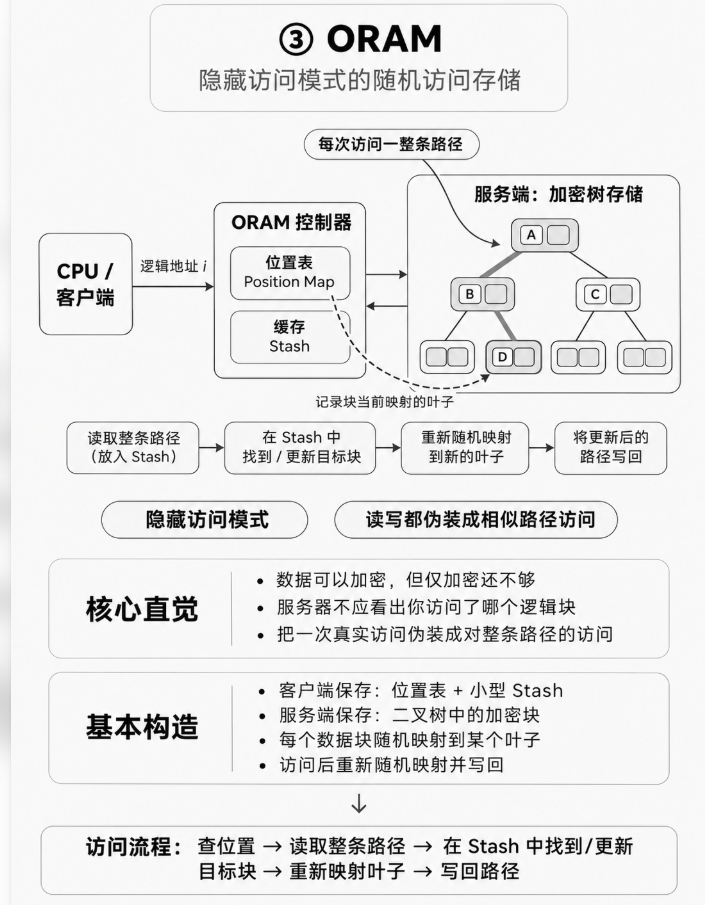 ③ ORAM
隐藏访问模式的随机访问存储
每次访问一整条路径
服务端：加密树存储
ORAM 控制器
CPU /
客户端
逻辑地址 i
位置表
Position Map
缓存
Stash
A
B
C
D
记录块当前映射的叶子
读取整条路径
（放入 Stash）
在 Stash 中
找到 / 更新目标块
重新随机映射
到新的叶子
将更新后的
路径写回
隐藏访问模式
读写都伪装成相似路径访问
核心直觉
• 数据可以加密，但仅加密还不够
• 服务器不应看出你访问了哪个逻辑块
• 把一次真实访问伪装成对整条路径的访问
基本构造
• 客户端保存：位置表 + 小型 Stash
• 服务端保存：二叉树中的加密块
• 每个数据块随机映射到某个叶子
• 访问后重新随机映射并写回
↓
访问流程： 查位置 → 读取整条路径 → 在 Stash 中找到/更新
目标块 → 重新映射叶子 → 写回路径